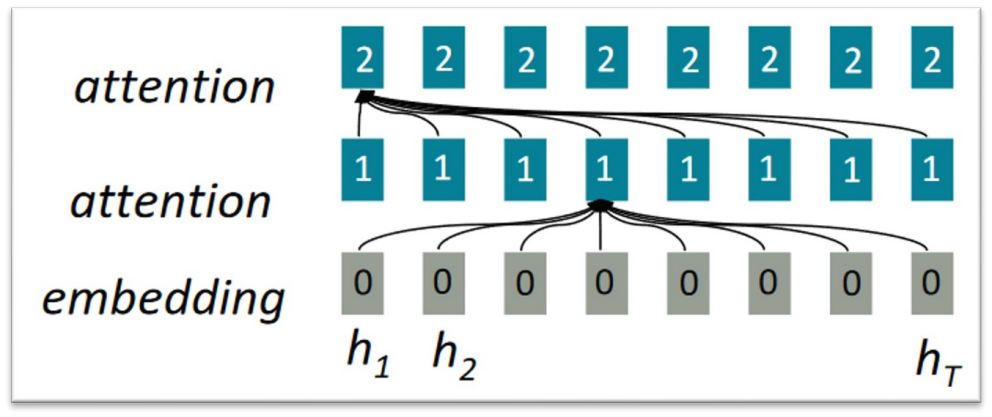 attention 2 2 2 2 2 2 2 2
attention 1 1 1 1 1 1 1 1
embedding 0 0 0 0 0 0 0 0
h1 h2 hT